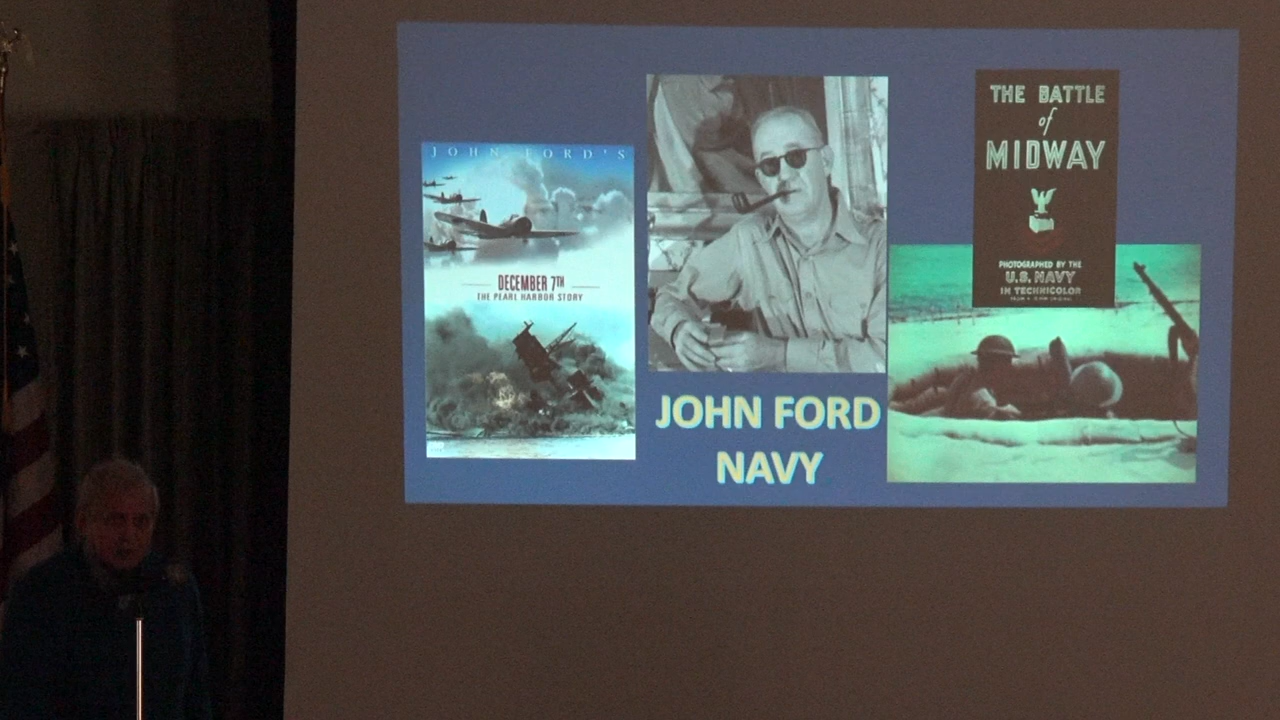 JOHN FORD'S
DECEMBER 7TH
THE PEARL HARBOR STORY
JOHN FORD
NAVY
THE BATTLE
of
MIDWAY
PHOTOGRAPHED BY THE
U.S. NAVY
IN TECHNICOLOR